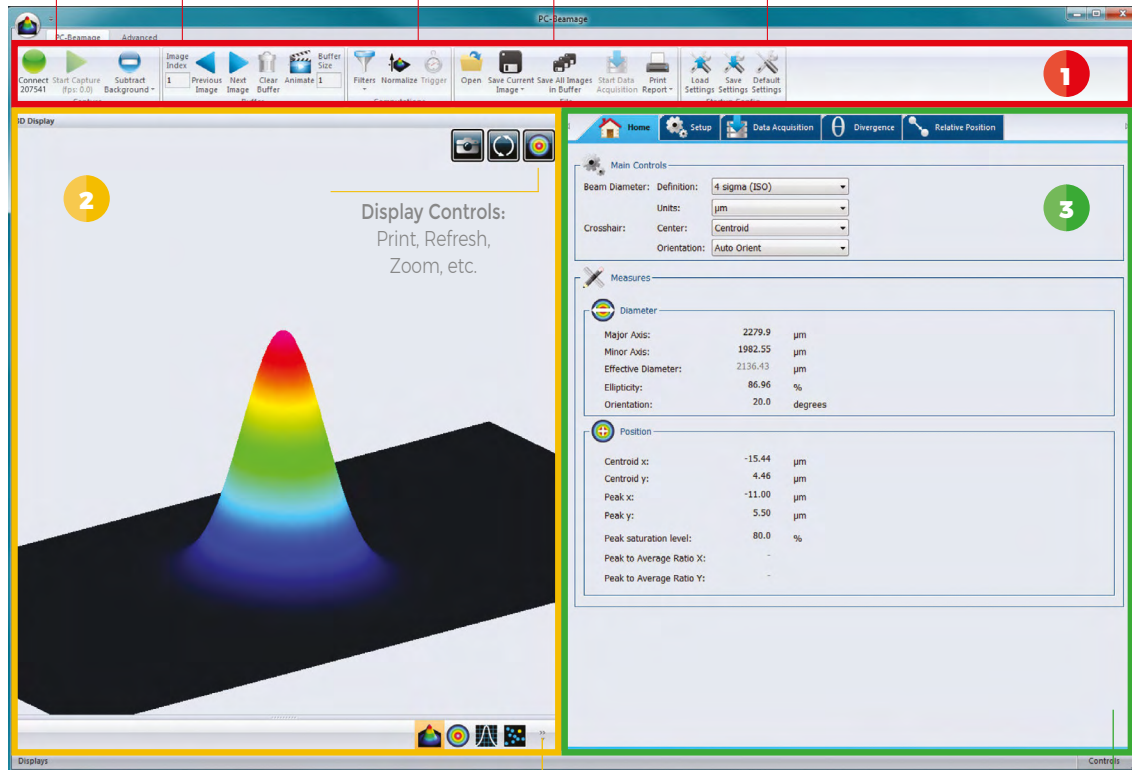 PC-Beamage
PC-Beamage Advanced
1
Connect
207541
Start Capture
(fps: 0.0)
Subtract
Background
Capture
Image
Index
1
Previous
Image
Next
Image
Clear
Buffer
Animate
Buffer
Size
1
Buffer
Filters
Normalize
Trigger
Computations
Open
Save Current
Image
Save All Images
in Buffer
Start Data
Acquisition
Print
Report
File
Load
Settings
Save
Settings
Default
Settings
Startup Config
3D Display
2
Display Controls:
Print, Refresh,
Zoom, etc.
Home Setup Data Acquisition θ Divergence Relative Position
3
Main Controls
Beam Diameter: Definition: 4 sigma (ISO)
Units: µm
Crosshair: Center: Centroid
Orientation: Auto Orient
Measures
Diameter
Major Axis: 2279.9 µm
Minor Axis: 1982.55 µm
Effective Diameter: 2136.43 µm
Ellipticity: 86.96 %
Orientation: 20.0 degrees
Position
Centroid x: -15.44 µm
Centroid y: 4.46 µm
Peak x: -11.00 µm
Peak y: 5.50 µm
Peak saturation level: 80.0 %
Peak to Average Ratio X: -
Peak to Average Ratio Y: -
Displays
Controls